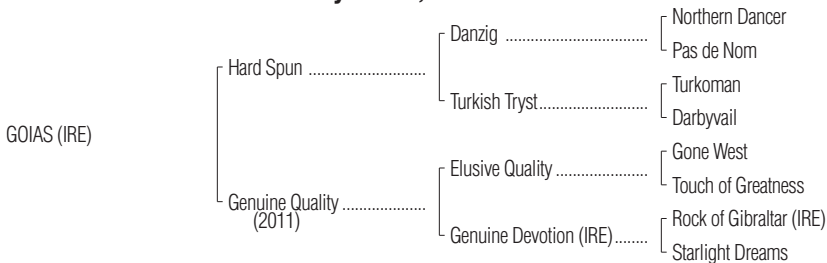 Northern Dancer
Danzig ................................
Pas de Nom
Hard Spun ...........................
Turkoman
Turkish Tryst........................
Darbyvail
GOIAS (IRE)
Gone West
Elusive Quality ....................
Touch of Greatness
Genuine Quality ...................
(2011)
Rock of Gibraltar (IRE)
Genuine Devotion (IRE)........
Starlight Dreams